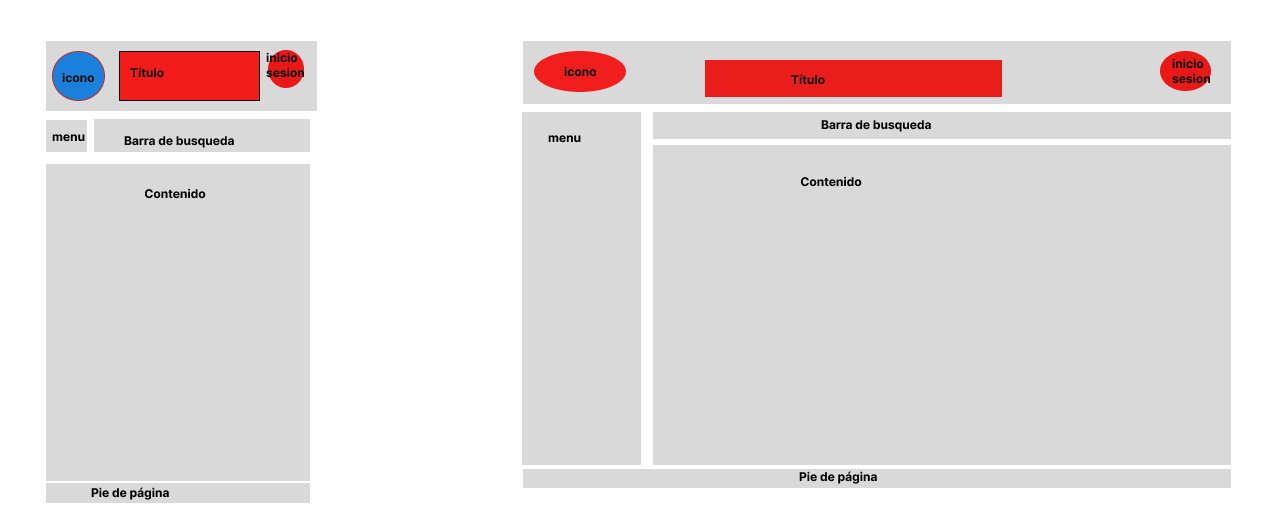 icono
Título
inicio
sesion
menu
Barra de busqueda
Contenido
Pie de página
icono
Título
inicio
sesion
menu
Barra de busqueda
Contenido
Pie de página